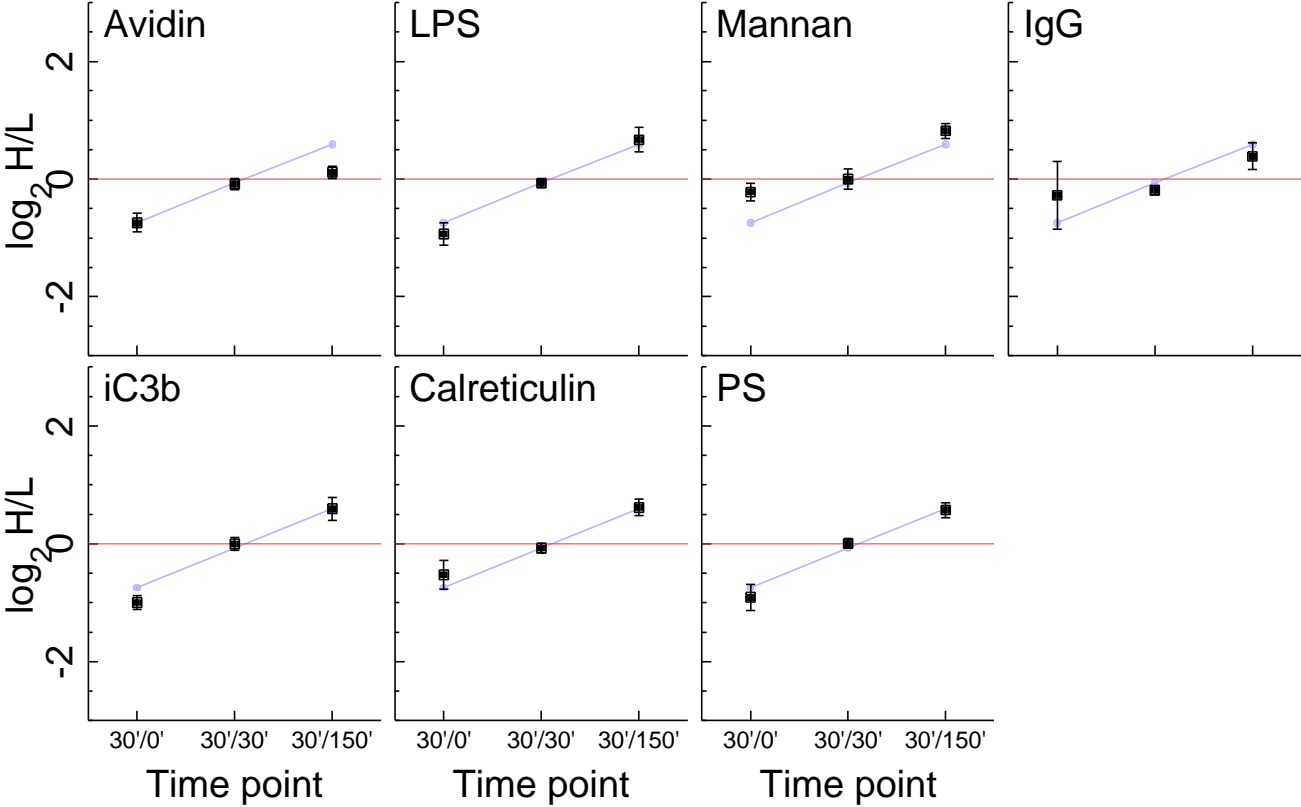 Avidin
LPS
Mannan
IgG
log2 H/L
2
0
-2
iC3b
Calreticulin
PS
log2 H/L
2
0
-2
30'/0' 30'/30' 30'/150'
30'/0' 30'/30' 30'/150'
30'/0' 30'/30' 30'/150'
Time point
Time point
Time point